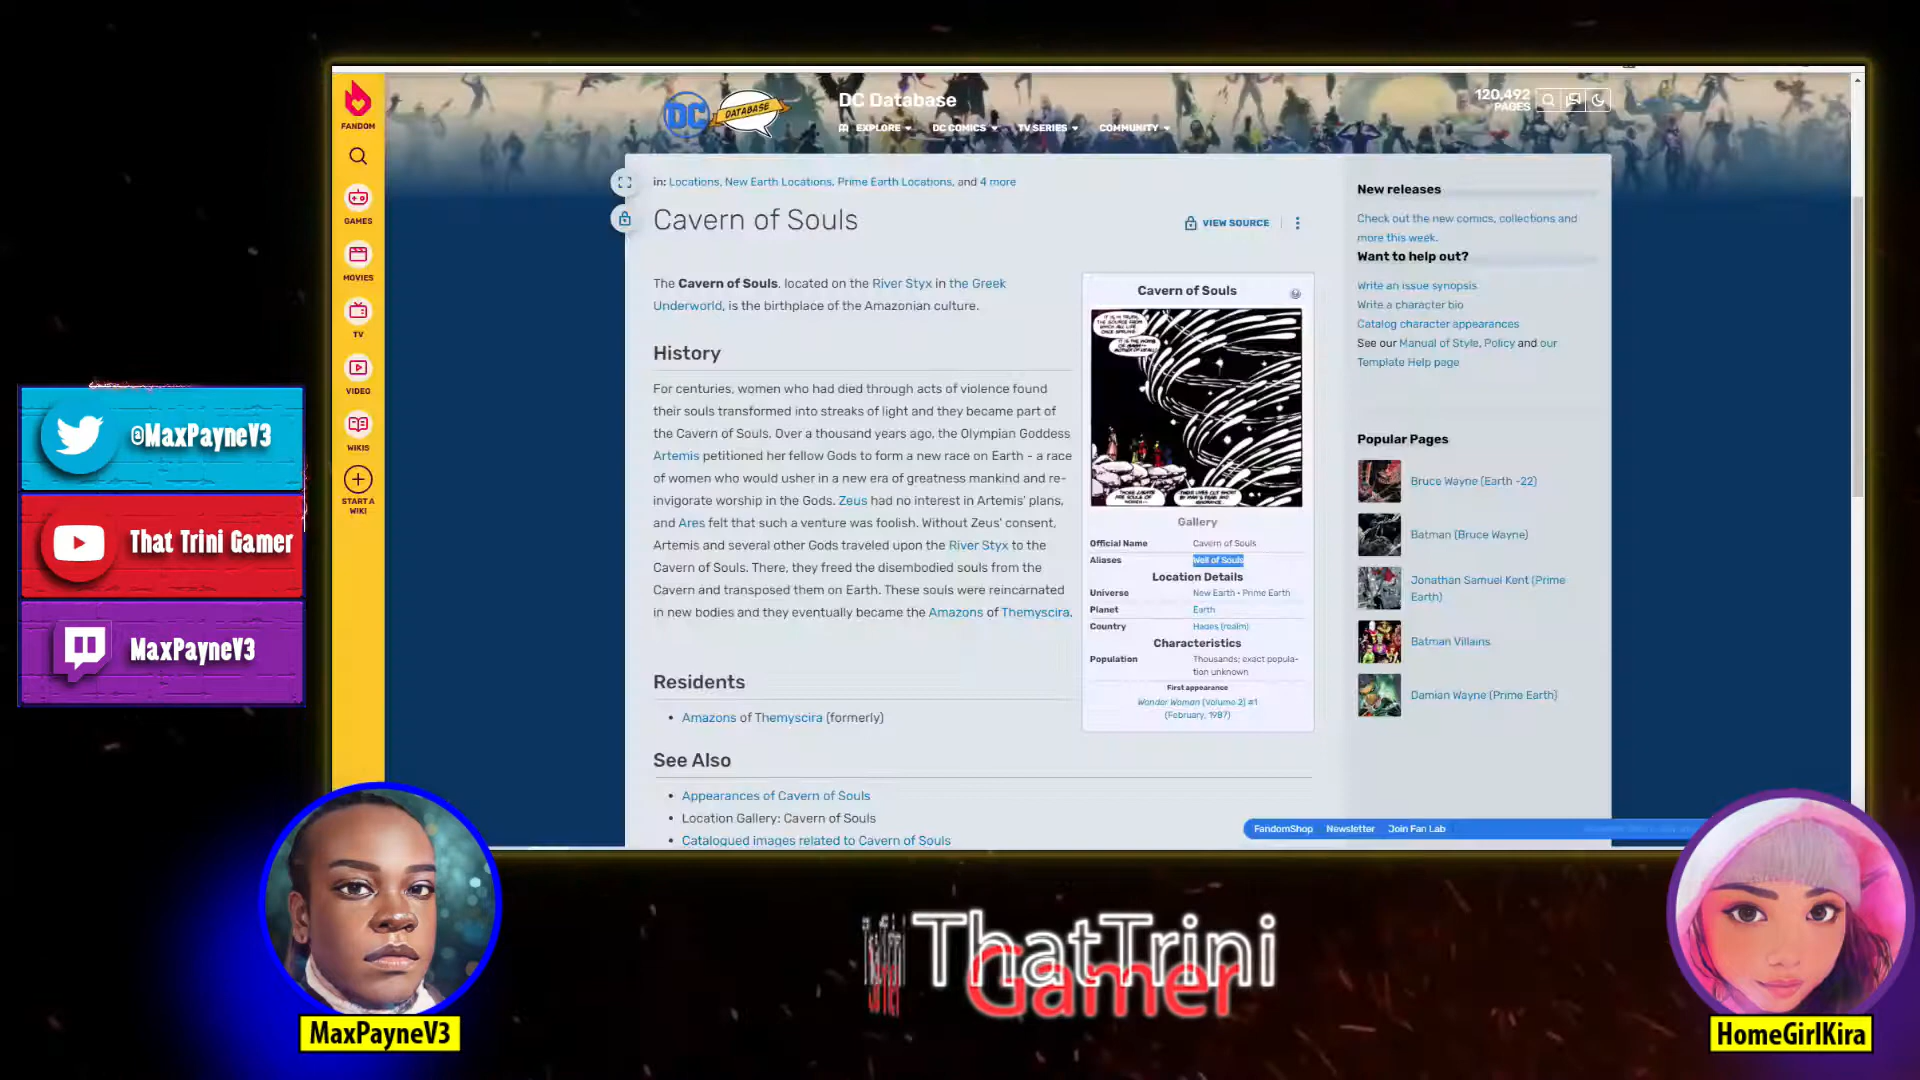 FANDOM
GAMES
MOVIES
TV
VIDEO
WIKIS
START A
WIKI
DC DATABASE
DC Database
EXPLORE
DC COMICS
TV SERIES
COMMUNITY
120,492
PAGES
in: Locations, New Earth Locations, Prime Earth Locations, and 4 more
Cavern of Souls
VIEW SOURCE
The Cavern of Souls, located on the River Styx in the Greek
Underworld, is the birthplace of the Amazonian culture.
History
For centuries, women who had died through acts of violence found
their souls transformed into streaks of light and they became part of
the Cavern of Souls. Over a thousand years ago, the Olympian Goddess
Artemis petitioned her fellow Gods to form a new race on Earth - a race
of women who would usher in a new era of greatness mankind and re-
invigorate worship in the Gods. Zeus had no interest in Artemis' plans,
and Ares felt that such a venture was foolish. Without Zeus' consent,
Artemis and several other Gods traveled upon the River Styx to the
Cavern of Souls. There, they freed the disembodied souls from the
Cavern and transposed them on Earth. These souls were reincarnated
in new bodies and they eventually became the Amazons of Themyscira.
Residents
Amazons of Themyscira (formerly)
See Also
Appearances of Cavern of Souls
Location Gallery: Cavern of Souls
Catalogued images related to Cavern of Souls
Cavern of Souls
IT IS, IN TRUTH,
THE SOURCE FROM
WHICH ALL LIFE
ONCE SPRUNG.
Gallery
Official Name Cavern of Souls
Aliases Well of Souls
Location Details
Universe New Earth • Prime Earth
Planet Earth
Country Hades (realm)
Characteristics
Population Thousands; exact popula-
tion unknown
First appearance
Wonder Woman (Volume 2) #1
(February, 1987)
New releases
Check out the new comics, collections and
more this week.
Want to help out?
Write an issue synopsis
Write a character bio
Catalog character appearances
See our Manual of Style, Policy and our
Template Help page
Popular Pages
Bruce Wayne (Earth -22)
Batman (Bruce Wayne)
Jonathan Samuel Kent (Prime
Earth)
Batman Villains
Damian Wayne (Prime Earth)
FandomShop Newsletter Join Fan Lab
@MaxPayneV3
That Trini Gamer
MaxPayneV3
MaxPayneV3
ThatTrini
Gamer
HomeGirlKira